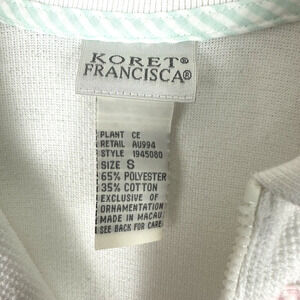 KORET®
FRANCISCA®
PLANT CE
RETAIL AU994
STYLE 1945080
SIZE S
65% POLYESTER
35% COTTON
EXCLUSIVE OF
ORNAMENTATION
MADE IN MACAU
SEE BACK FOR CARE